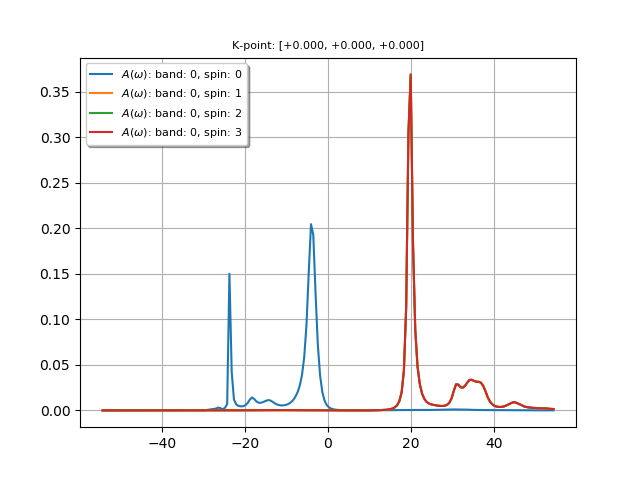 K-point: [+0.000, +0.000, +0.000]
A(ω): band: 0, spin: 0
A(ω): band: 0, spin: 1
A(ω): band: 0, spin: 2
A(ω): band: 0, spin: 3
0.35
0.30
0.25
0.20
0.15
0.10
0.05
0.00
−40 −20 0 20 40